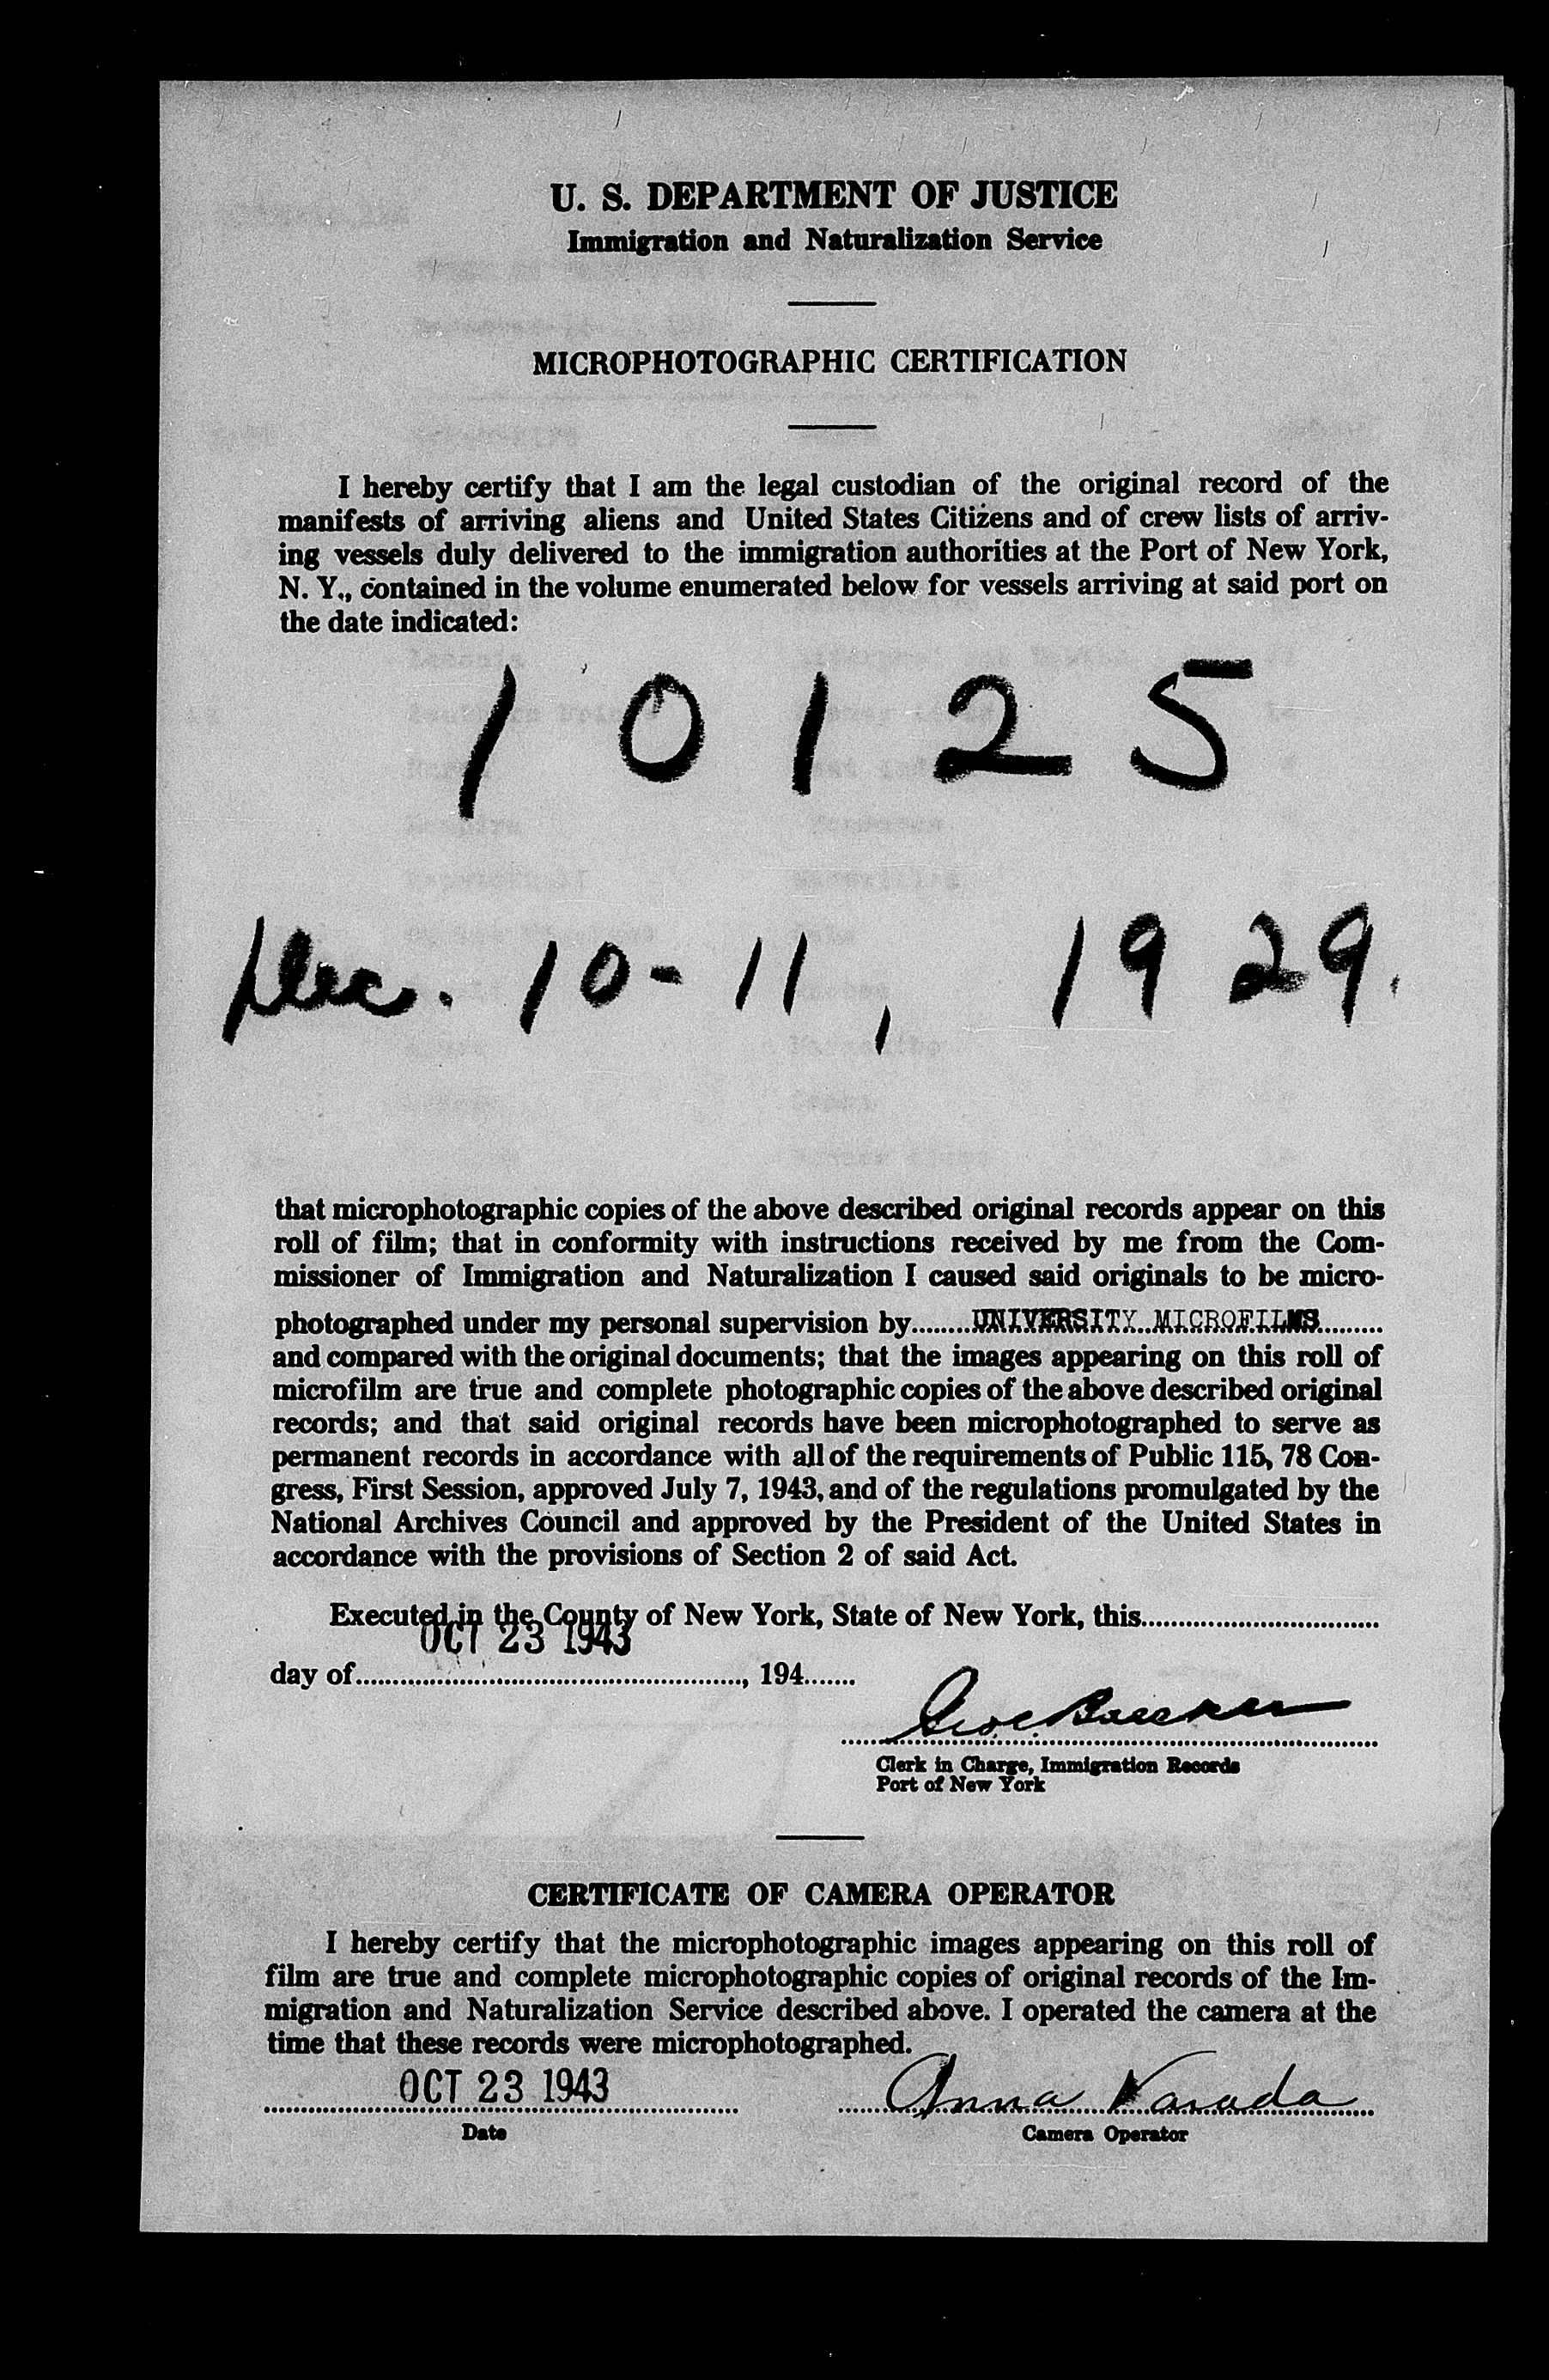 U. S. DEPARTMENT OF JUSTICE
Immigration and Naturalization Service
MICROPHOTOGRAPHIC CERTIFICATION
I hereby certify that I am the legal custodian of the original record of the
manifests of arriving aliens and United States Citizens and of crew lists of arriv-
ing vessels duly delivered to the immigration authorities at the Port of New York,
N. Y., contained in the volume enumerated below for vessels arriving at said port on
the date indicated:
10125
Dec. 10-11, 1929.
that microphotographic copies of the above described original records appear on this
roll of film; that in conformity with instructions received by me from the Com-
missioner of Immigration and Naturalization I caused said originals to be micro-
photographed under my personal supervision by........UNIVERSITY MICROFILMS.........
and compared with the original documents; that the images appearing on this roll of
microfilm are true and complete photographic copies of the above described original
records; and that said original records have been microphotographed to serve as
permanent records in accordance with all of the requirements of Public 115, 78 Con-
gress, First Session, approved July 7, 1943, and of the regulations promulgated by the
National Archives Council and approved by the President of the United States in
accordance with the provisions of Section 2 of said Act.
Executed in the County of New York, State of New York, this................................
OCT 23 1943
day of....................................................., 194.......
Clerk in Charge, Immigration Records
Port of New York
CERTIFICATE OF CAMERA OPERATOR
I hereby certify that the microphotographic images appearing on this roll of
film are true and complete microphotographic copies of original records of the Im-
migration and Naturalization Service described above. I operated the camera at the
time that these records were microphotographed.
OCT 23 1943 Anna Varada
Date Camera Operator